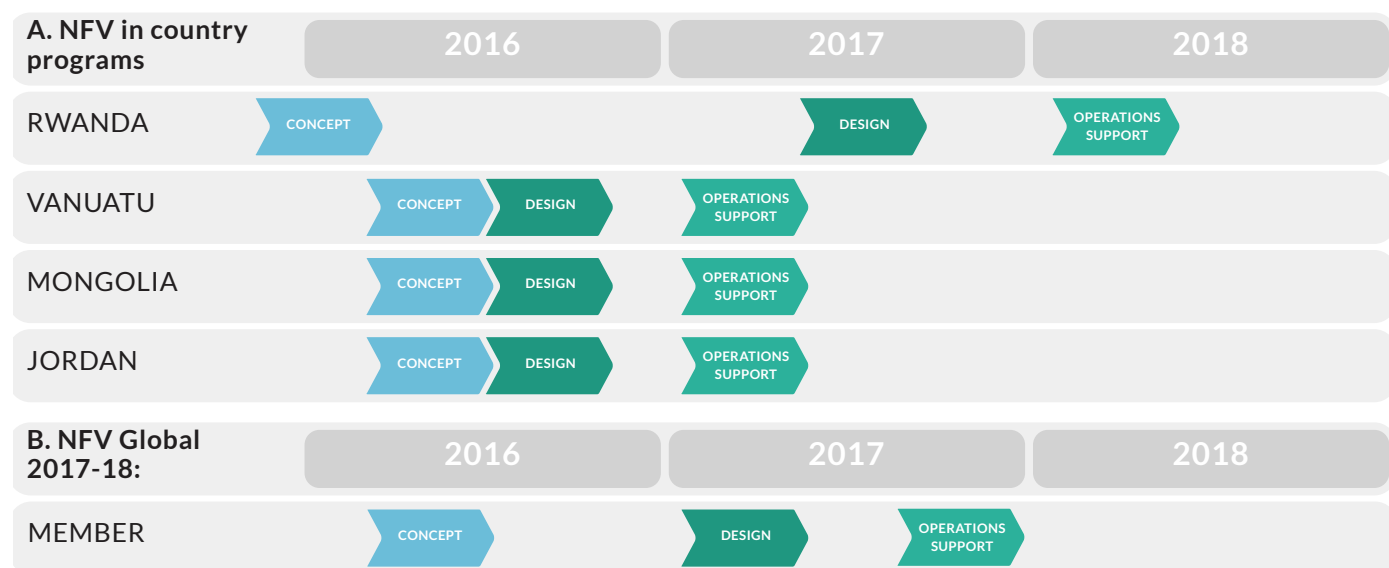 A. NFV in country
programs
2016
2017
2018
RWANDA
CONCEPT
DESIGN
OPERATIONS
SUPPORT
VANUATU
CONCEPT
DESIGN
OPERATIONS
SUPPORT
MONGOLIA
CONCEPT
DESIGN
OPERATIONS
SUPPORT
JORDAN
CONCEPT
DESIGN
OPERATIONS
SUPPORT
B. NFV Global
2017-18:
2016
2017
2018
MEMBER
CONCEPT
DESIGN
OPERATIONS
SUPPORT